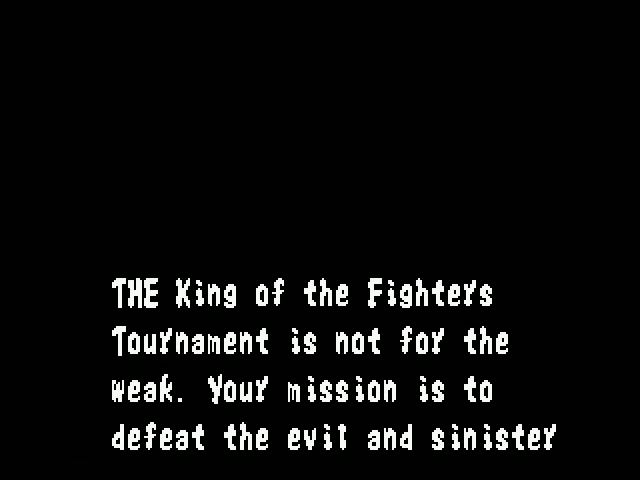 THE King of the Fighters
Tournament is not for the
weak. Your mission is to
defeat the evil and sinister